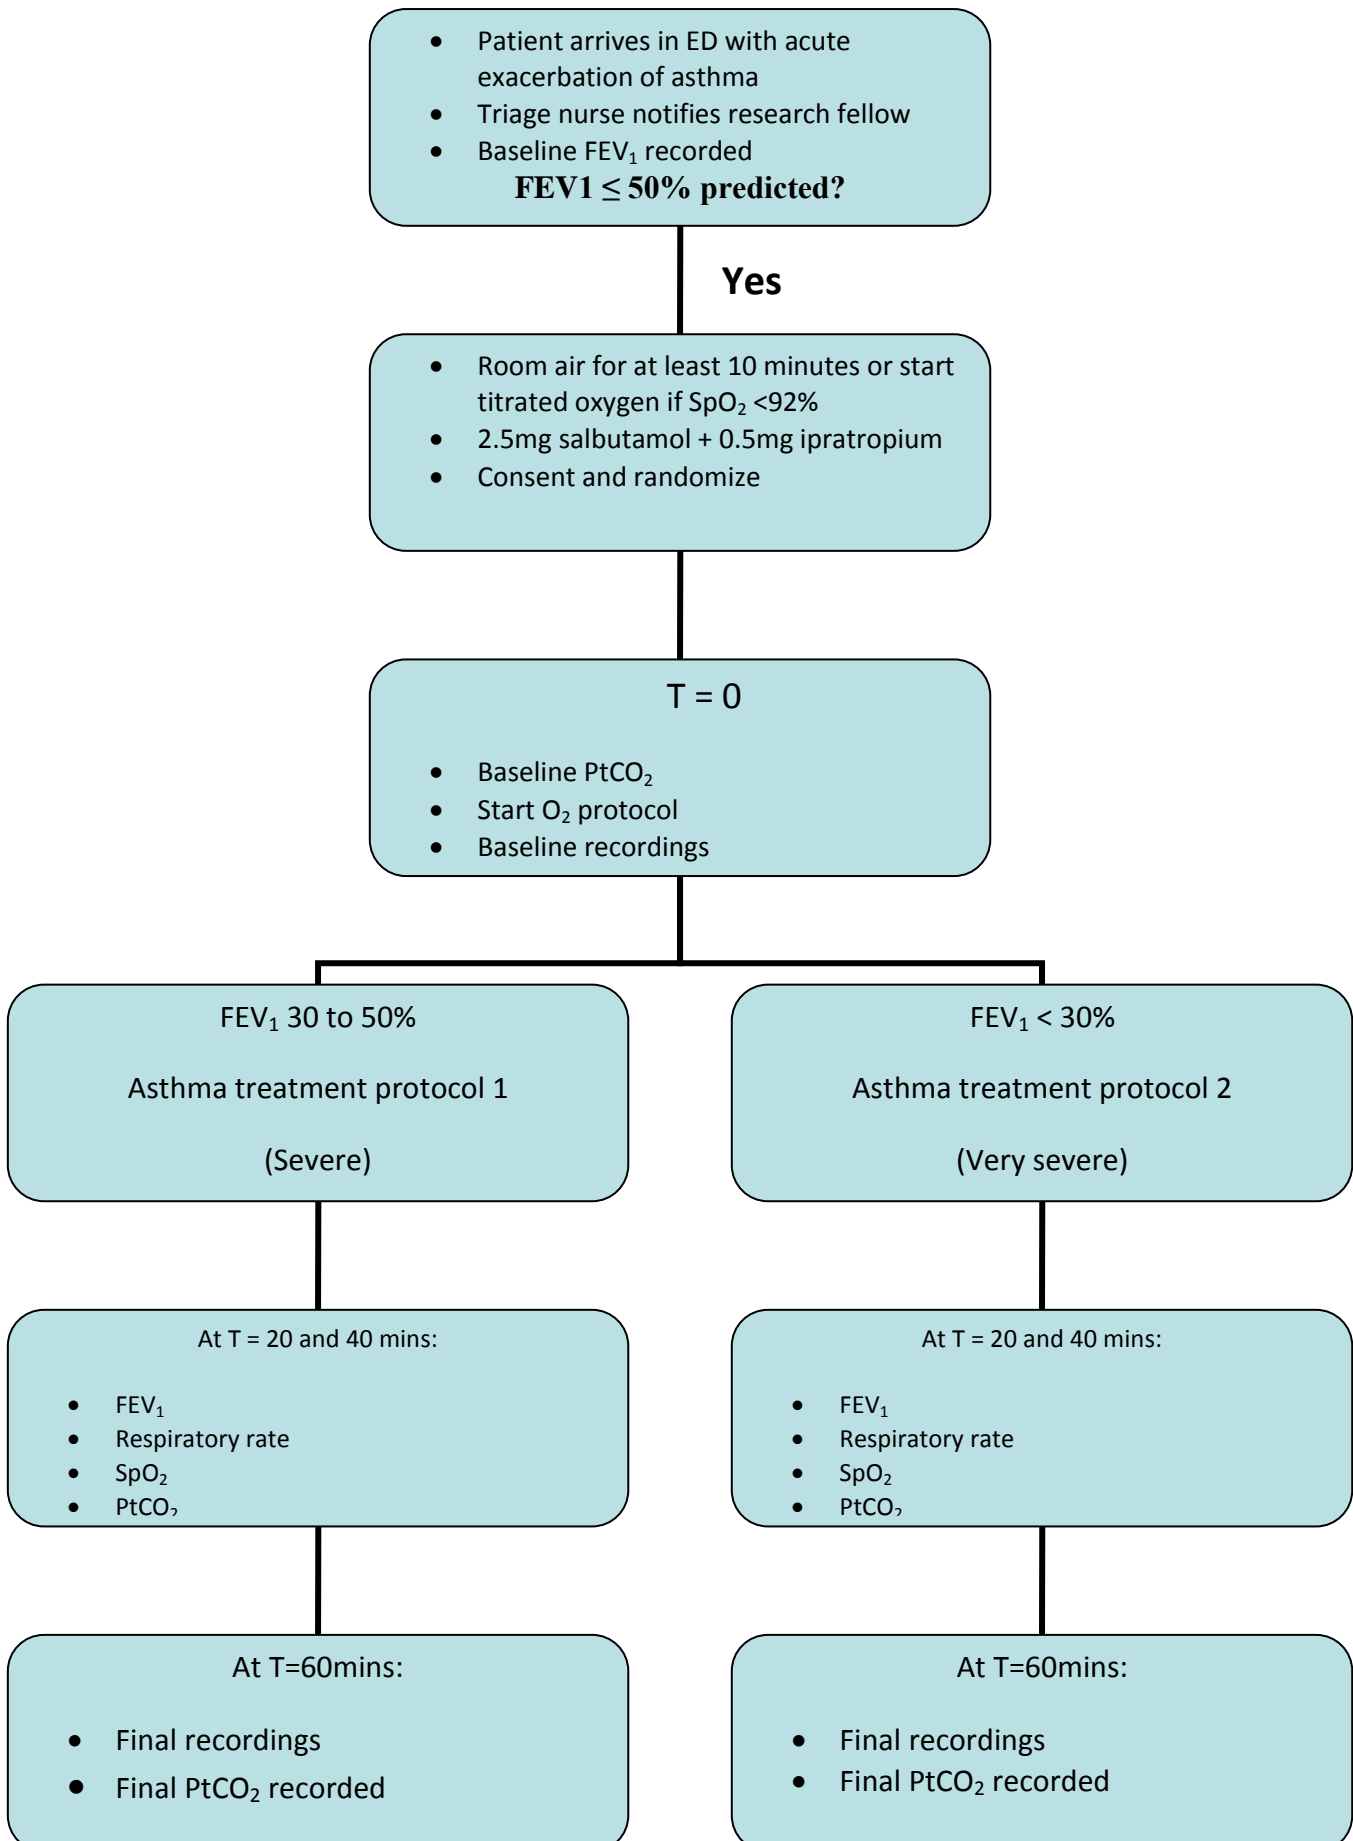 • Patient arrives in ED with acute
exacerbation of asthma
• Triage nurse notifies research fellow
• Baseline FEV₁ recorded
FEV1 ≤ 50% predicted?
Yes
• Room air for at least 10 minutes or start
titrated oxygen if SpO₂ <92%
• 2.5mg salbutamol + 0.5mg ipratropium
• Consent and randomize
T = 0
• Baseline PtCO₂
• Start O₂ protocol
• Baseline recordings
FEV₁ 30 to 50%
Asthma treatment protocol 1
(Severe)
FEV₁ < 30%
Asthma treatment protocol 2
(Very severe)
At T = 20 and 40 mins:
• FEV₁
• Respiratory rate
• SpO₂
• PtCO₂
At T = 20 and 40 mins:
• FEV₁
• Respiratory rate
• SpO₂
• PtCO₂
At T=60mins:
• Final recordings
• Final PtCO₂ recorded
At T=60mins:
• Final recordings
• Final PtCO₂ recorded